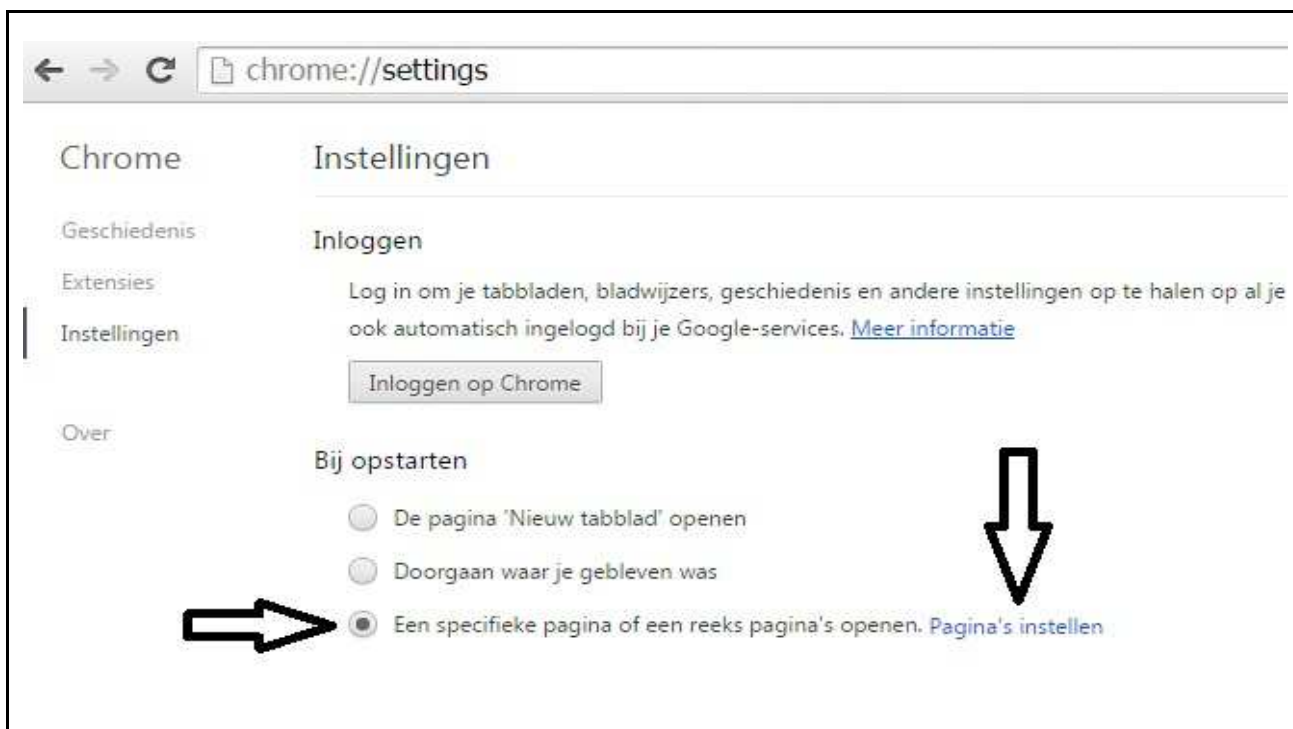 chrome://settings
Chrome
Geschiedenis
Extensies
Instellingen
Over
Instellingen
Inloggen
Log in om je tabbladen, bladwijzers, geschiedenis en andere instellingen op te halen op al je
ook automatisch ingelogd bij je Google-services. Meer informatie
Inloggen op Chrome
Bij opstarten
De pagina 'Nieuw tabblad' openen
Doorgaan waar je gebleven was
Een specifieke pagina of een reeks pagina's openen. Pagina's instellen